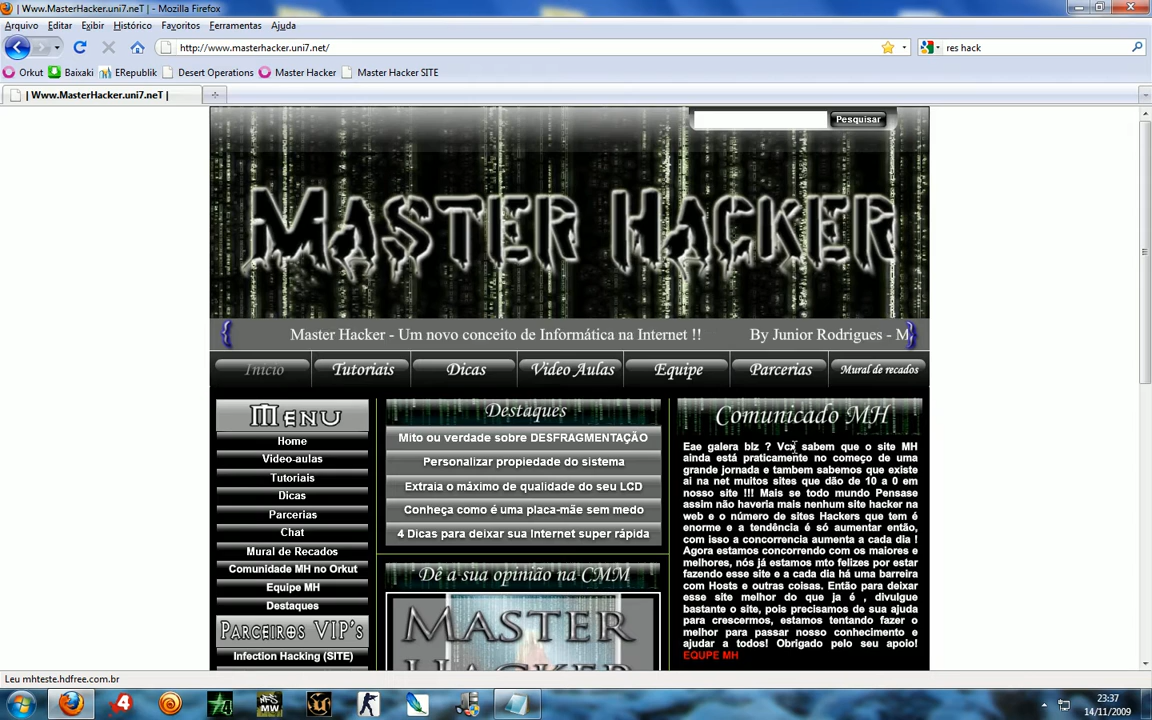 | Www.MasterHacker.uni7.neT | - Mozilla Firefox
Arquivo Editar Exibir Histórico Favoritos Ferramentas Ajuda
http://www.masterhacker.uni7.net/
res hack
Orkut Baixaki ERepublik Desert Operations Master Hacker Master Hacker SITE
| Www.MasterHacker.uni7.neT |
Pesquisar
MASTER HACKER
Master Hacker - Um novo conceito de Informática na Internet !! By Junior Rodrigues - M
Inicio Tutoriais Dicas Video Aulas Equipe Parcerias Mural de recados
MENU
Home
Video-aulas
Tutoriais
Dicas
Parcerias
Chat
Mural de Recados
Comunidade MH no Orkut
Equipe MH
Destaques
PARCEIROS VIP's
Infection Hacking (SITE)
Destaques
Mito ou verdade sobre DESFRAGMENTAÇÃO
Personalizar propiedade do sistema
Extraia o máximo de qualidade do seu LCD
Conheça como é uma placa-mãe sem medo
4 Dicas para deixar sua Internet super rápida
Dê a sua opinião na CMM
MASTER
Comunicado MH
Eae galera blz ? Vcx sabem que o site MH
ainda está praticamente no começo de uma
grande jornada e tambem sabemos que existe
ai na net muitos sites que dão de 10 a 0 em
nosso site !!! Mais se todo mundo Pensase
assim não haveria mais nenhum site hacker na
web e o número de sites Hackers que tem é
enorme e a tendência é só aumentar então,
com isso a concorrencia aumenta a cada dia !
Agora estamos concorrendo com os maiores e
melhores, nós já estamos mto felizes por estar
fazendo esse site e a cada dia há uma barreira
com Hosts e outras coisas. Então para deixar
esse site melhor do que ja é , divulgue
bastante o site, pois precisamos de sua ajuda
para crescermos, estamos tentando fazer o
melhor para passar nosso conhecimento e
ajudar a todos! Obrigado pelo seu apoio!
EQUPE MH
Leu mhteste.hdfree.com.br
23:37
14/11/2009